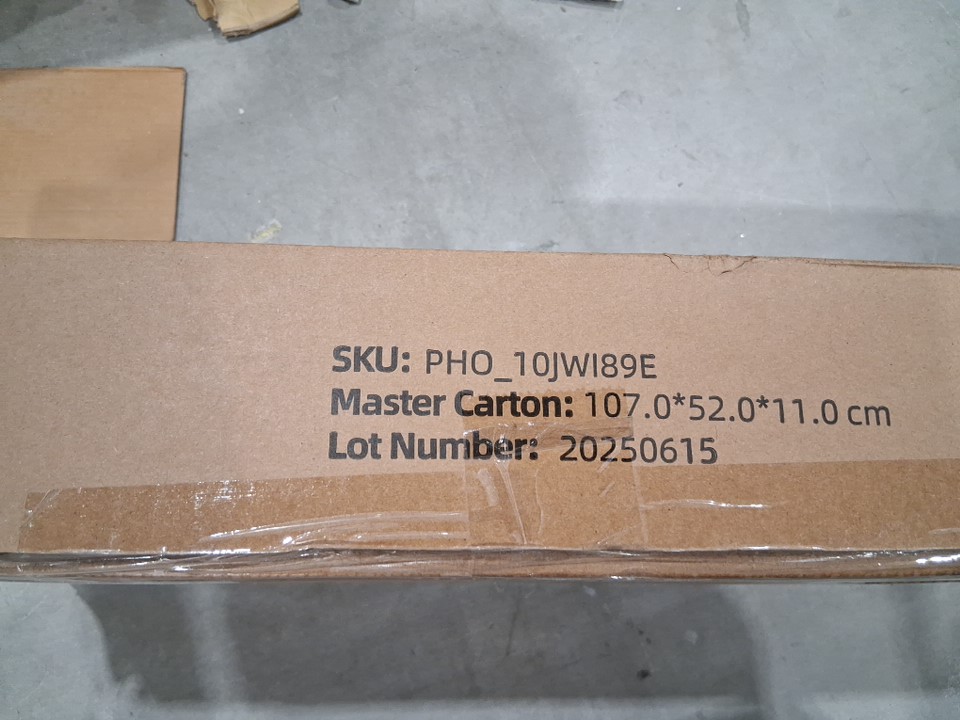 SKU: PHO_10JWI89E
Master Carton: 107.0*52.0*11.0 cm
Lot Number: 20250615